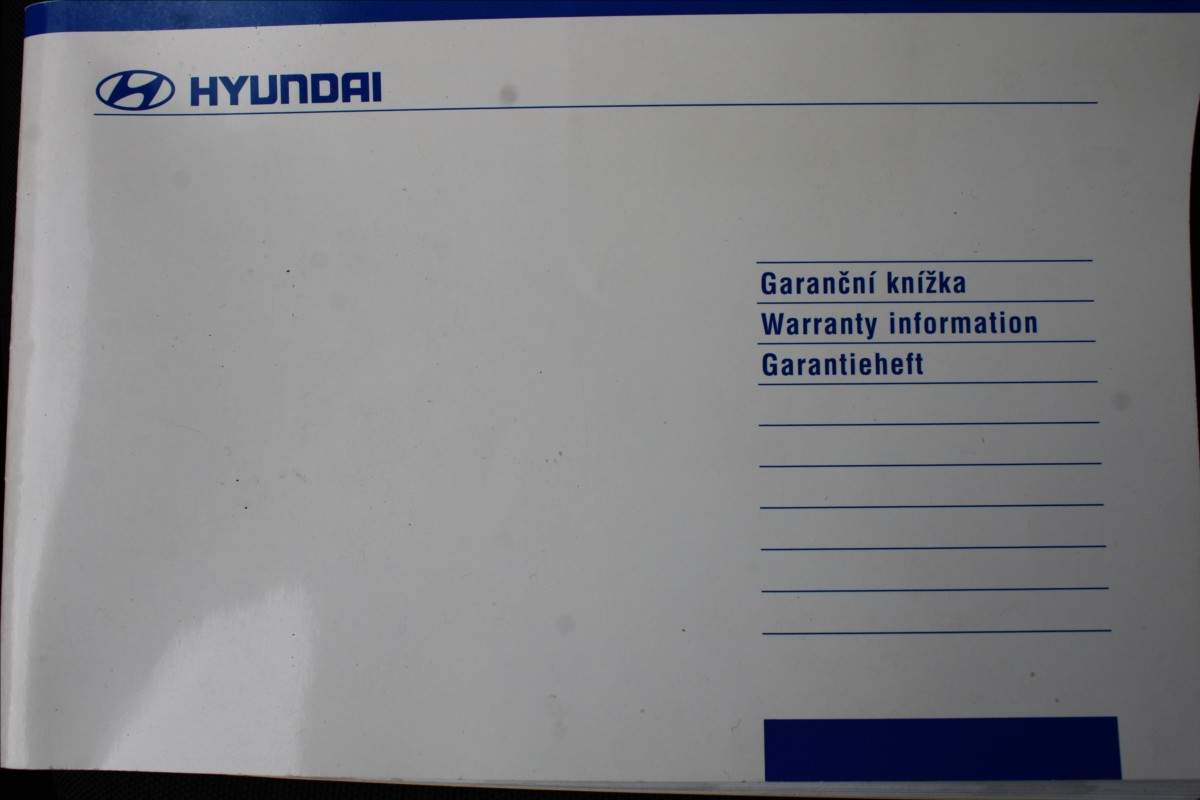 HYUNDAI
Garanční knížka
Warranty information
Garantieheft